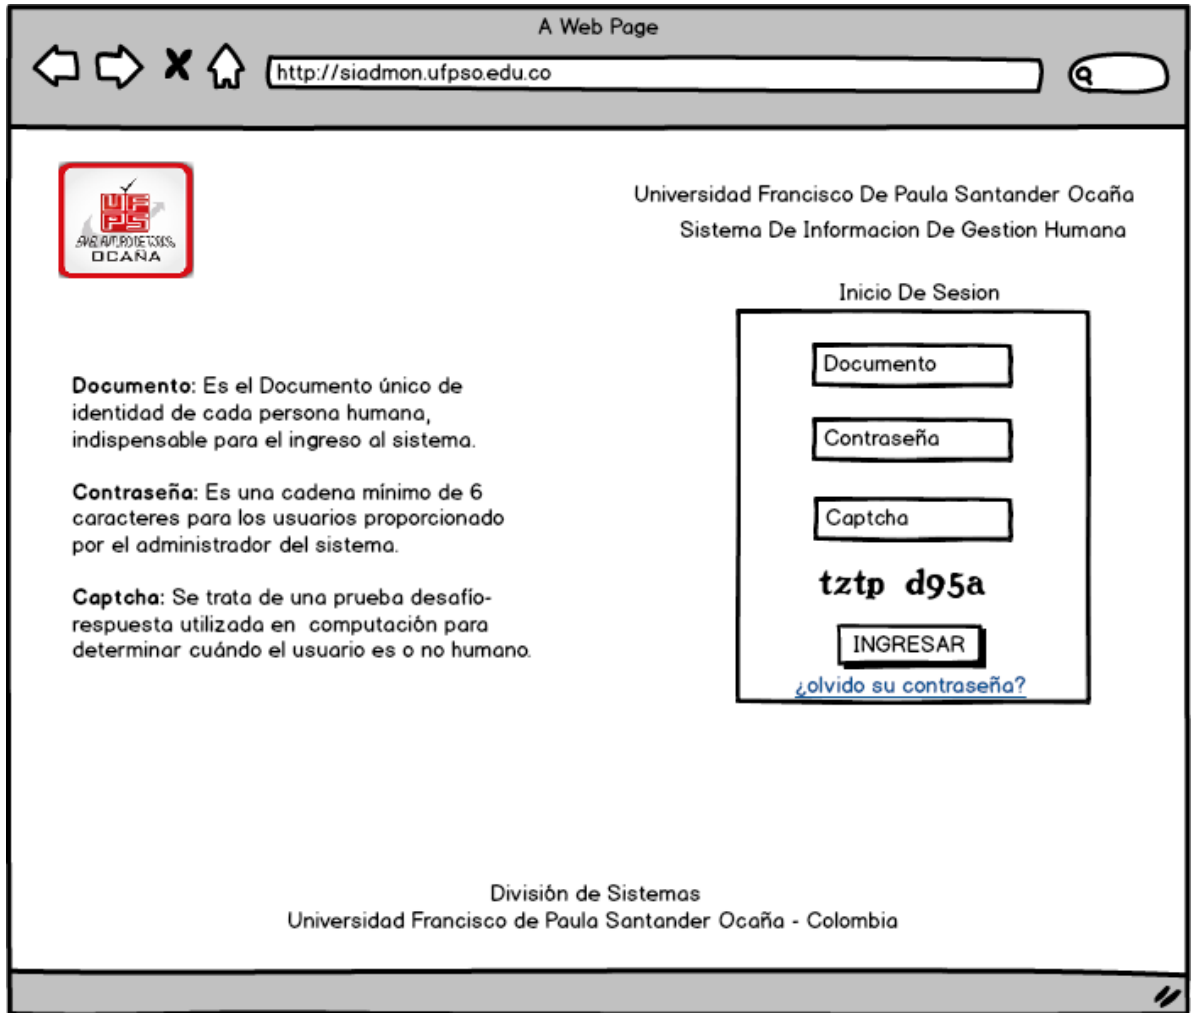 A Web Page
http://siadmon.ufpso.edu.co
UFPS
OCAÑA
Universidad Francisco De Paula Santander Ocaña
Sistema De Informacion De Gestion Humana
Inicio De Sesion
Documento
Contraseña
Captcha
tztp d95a
INGRESAR
¿olvido su contraseña?
Documento: Es el Documento único de
identidad de cada persona humana,
indispensable para el ingreso al sistema.
Contraseña: Es una cadena mínimo de 6
caracteres para los usuarios proporcionado
por el administrador del sistema.
Captcha: Se trata de una prueba desafío-
respuesta utilizada en computación para
determinar cuándo el usuario es o no humano.
División de Sistemas
Universidad Francisco de Paula Santander Ocaña - Colombia